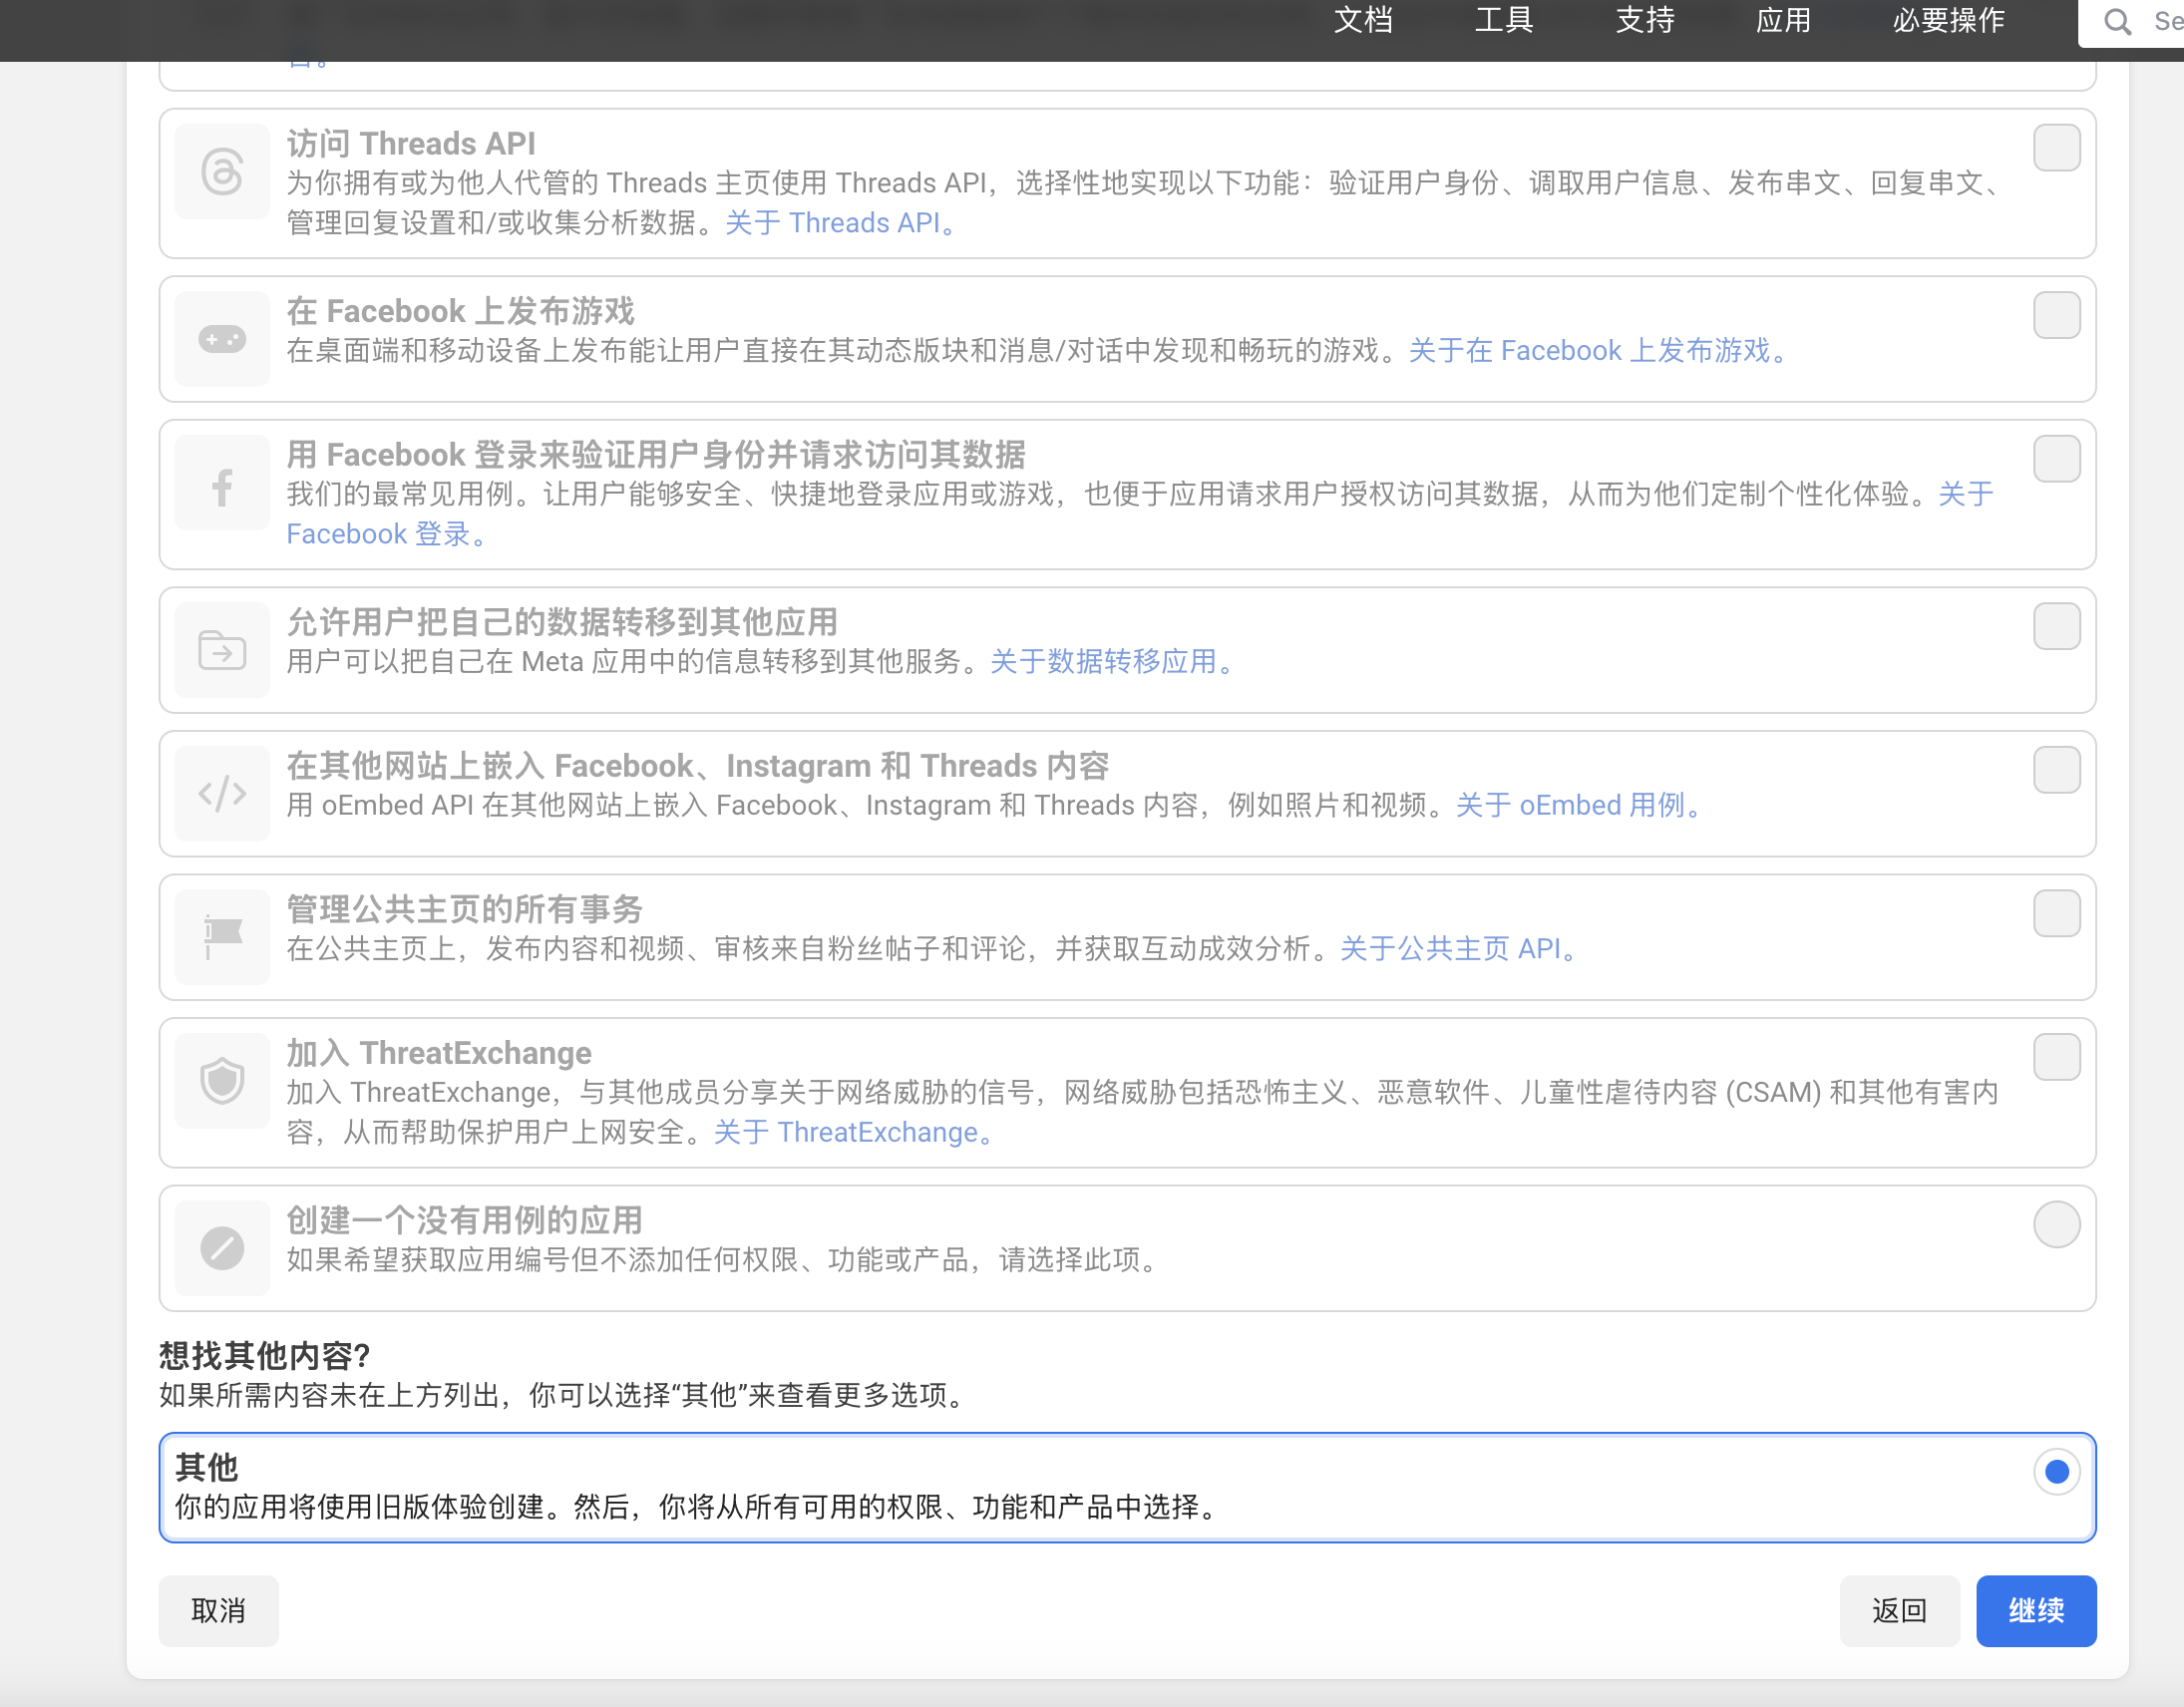 文档 工具 支持 应用 必要操作 Se
访问 Threads API
为你拥有或为他人代管的 Threads 主页使用 Threads API，选择性地实现以下功能：验证用户身份、调取用户信息、发布串文、回复串文、
管理回复设置和/或收集分析数据。关于 Threads API。
在 Facebook 上发布游戏
在桌面端和移动设备上发布能让用户直接在其动态版块和消息/对话中发现和畅玩的游戏。关于在 Facebook 上发布游戏。
用 Facebook 登录来验证用户身份并请求访问其数据
我们的最常见用例。让用户能够安全、快捷地登录应用或游戏，也便于应用请求用户授权访问其数据，从而为他们定制个性化体验。关于
Facebook 登录。
允许用户把自己的数据转移到其他应用
用户可以把自己在 Meta 应用中的信息转移到其他服务。关于数据转移应用。
在其他网站上嵌入 Facebook、Instagram 和 Threads 内容
用 oEmbed API 在其他网站上嵌入 Facebook、Instagram 和 Threads 内容，例如照片和视频。关于 oEmbed 用例。
管理公共主页的所有事务
在公共主页上，发布内容和视频、审核来自粉丝帖子和评论，并获取互动成效分析。关于公共主页 API。
加入 ThreatExchange
加入 ThreatExchange，与其他成员分享关于网络威胁的信号，网络威胁包括恐怖主义、恶意软件、儿童性虐待内容 (CSAM) 和其他有害内
容，从而帮助保护用户上网安全。关于 ThreatExchange。
创建一个没有用例的应用
如果希望获取应用编号但不添加任何权限、功能或产品，请选择此项。
想找其他内容?
如果所需内容未在上方列出，你可以选择“其他”来查看更多选项。
其他
你的应用将使用旧版体验创建。然后，你将从所有可用的权限、功能和产品中选择。
取消 返回 继续